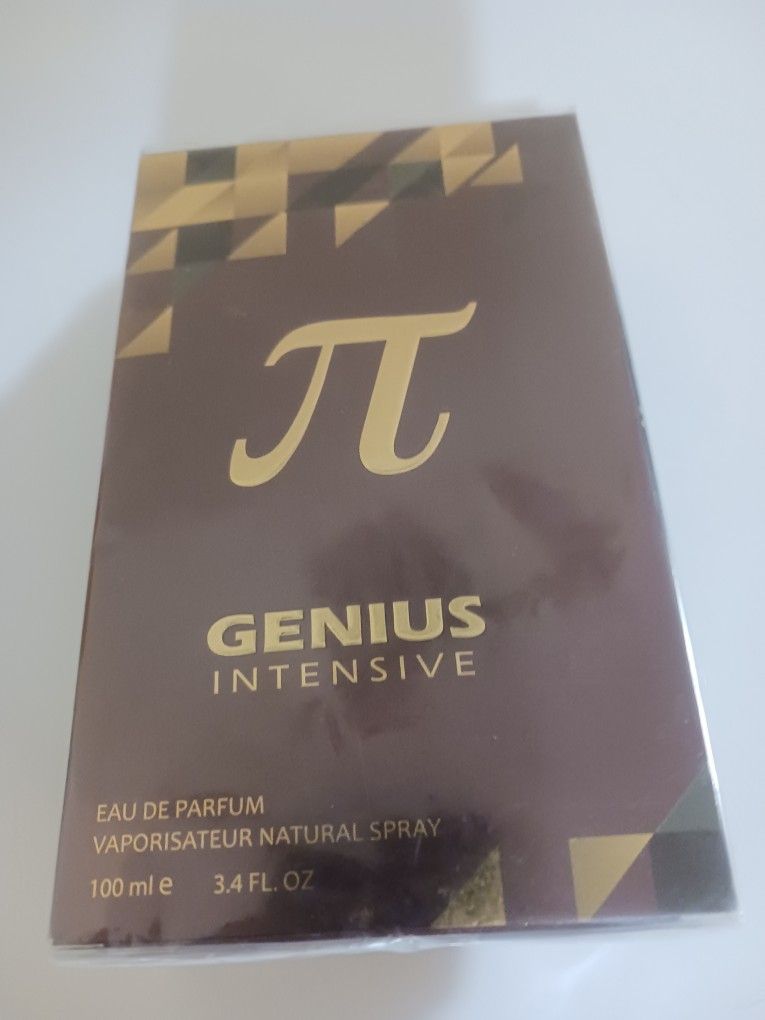 π
GENIUS
INTENSIVE
EAU DE PARFUM
VAPORISATEUR NATURAL SPRAY
100 ml e 3.4 FL. OZ